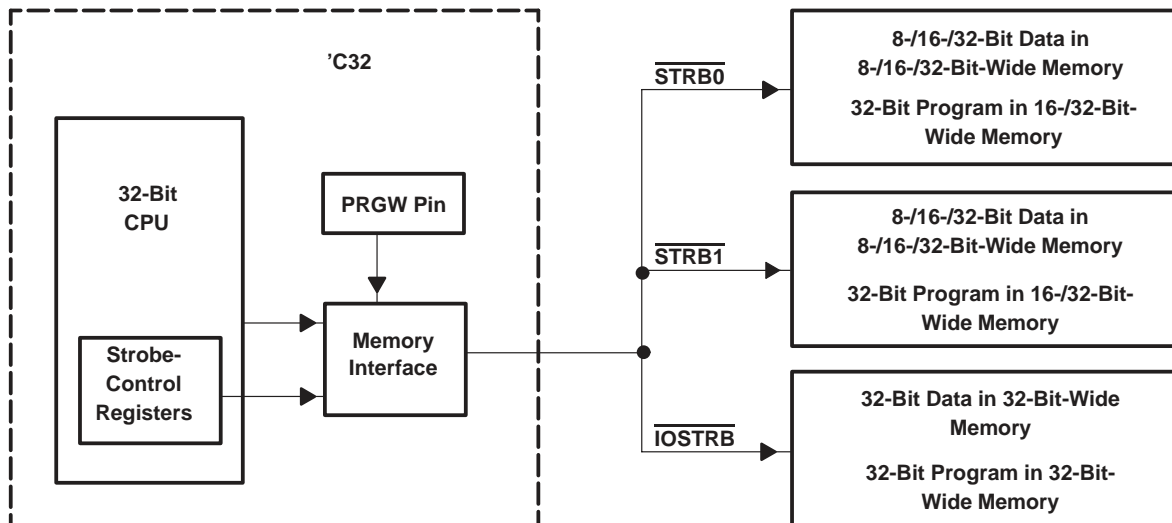 'C32
32-Bit
CPU
Strobe-
Control
Registers
PRGW Pin
Memory
Interface
STRB0
8-/16-/32-Bit Data in
8-/16-/32-Bit-Wide Memory
32-Bit Program in 16-/32-Bit-
Wide Memory
STRB1
8-/16-/32-Bit Data in
8-/16-/32-Bit-Wide Memory
32-Bit Program in 16-/32-Bit-
Wide Memory
IOSTRB
32-Bit Data in 32-Bit-Wide
Memory
32-Bit Program in 32-Bit-
Wide Memory